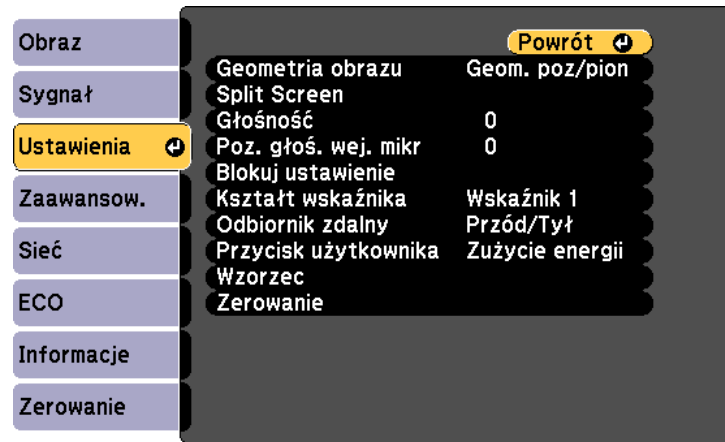 Obraz
Sygnał
Ustawienia
Zaawansow.
Sieć
ECO
Informacje
Zerowanie
Powrót
Geometria obrazu Geom. poz/pion
Split Screen
Głośność 0
Poz. głoś. wej. mikr 0
Blokuj ustawienie
Kształt wskaźnika Wskaźnik 1
Odbiornik zdalny Przód/Tył
Przycisk użytkownika Zużycie energii
Wzorzec
Zerowanie